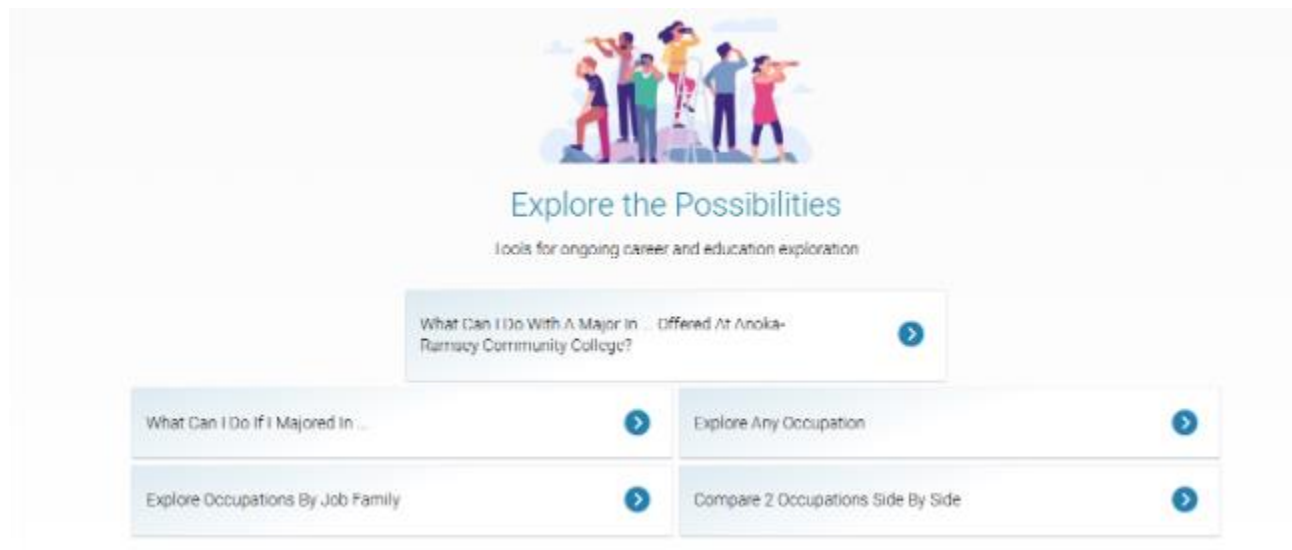 Explore the Possibilities
Tools for ongoing career and education exploration
What Can I Do With A Major In ... Offered At Anoka-
Ramsey Community College?
What Can I Do If I Majored In ...
Explore Any Occupation
Explore Occupations By Job Family
Compare 2 Occupations Side By Side